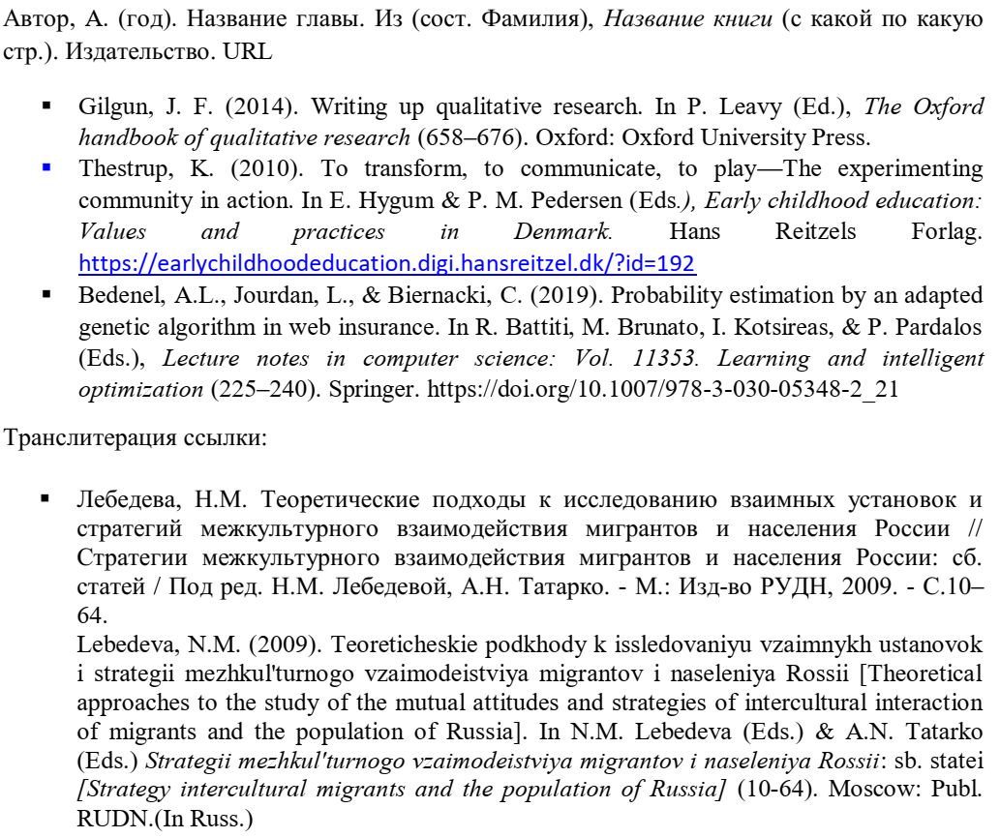 Автор, А. (год). Название главы. Из (сост. Фамилия), Название книги (с какой по какую
стр.). Издательство. URL
▪ Gilgun, J. F. (2014). Writing up qualitative research. In P. Leavy (Ed.), The Oxford
handbook of qualitative research (658–676). Oxford: Oxford University Press.
▪ Thestrup, K. (2010). To transform, to communicate, to play—The experimenting
community in action. In E. Hygum & P. M. Pedersen (Eds.), Early childhood education:
Values and practices in Denmark. Hans Reitzels Forlag.
https://earlychildhoodeducation.digi.hansreitzel.dk/?id=192
▪ Bedenel, A.L., Jourdan, L., & Biernacki, C. (2019). Probability estimation by an adapted
genetic algorithm in web insurance. In R. Battiti, M. Brunato, I. Kotsireas, & P. Pardalos
(Eds.), Lecture notes in computer science: Vol. 11353. Learning and intelligent
optimization (225–240). Springer. https://doi.org/10.1007/978-3-030-05348-2_21
Транслитерация ссылки:
▪ Лебедева, Н.М. Теоретические подходы к исследованию взаимных установок и
стратегий межкультурного взаимодействия мигрантов и населения России //
Стратегии межкультурного взаимодействия мигрантов и населения России: сб.
статей / Под ред. Н.М. Лебедевой, А.Н. Татарко. - М.: Изд-во РУДН, 2009. - С.10–
64.
Lebedeva, N.M. (2009). Teoreticheskie podkhody k issledovaniyu vzaimnykh ustanovok
i strategii mezhkul'turnogo vzaimodeistviya migrantov i naseleniya Rossii [Theoretical
approaches to the study of the mutual attitudes and strategies of intercultural interaction
of migrants and the population of Russia]. In N.M. Lebedeva (Eds.) & A.N. Tatarko
(Eds.) Strategii mezhkul'turnogo vzaimodeistviya migrantov i naseleniya Rossii: sb. statei
[Strategy intercultural migrants and the population of Russia] (10-64). Moscow: Publ.
RUDN.(In Russ.)